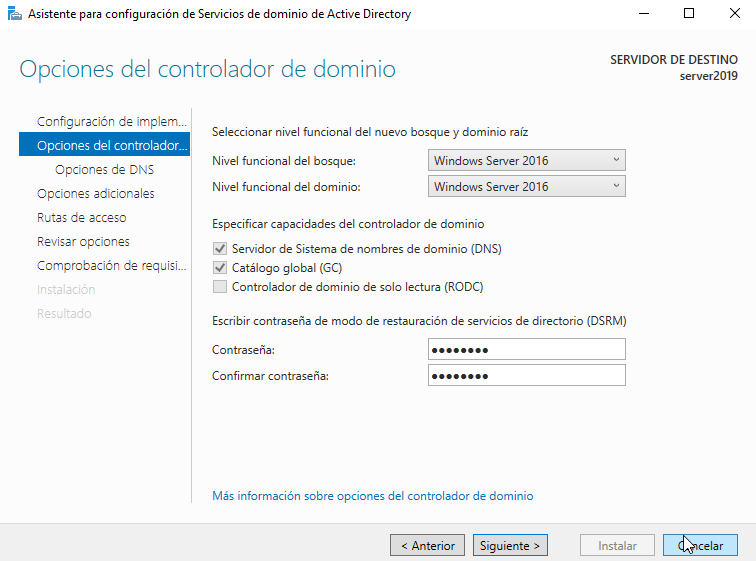 Asistente para configuración de Servicios de dominio de Active Directory
Opciones del controlador de dominio
SERVIDOR DE DESTINO
server2019
Configuración de implem...
Opciones del controlador...
Opciones de DNS
Opciones adicionales
Rutas de acceso
Revisar opciones
Comprobación de requisi...
Instalación
Resultado
Seleccionar nivel funcional del nuevo bosque y dominio raíz
Nivel funcional del bosque: Windows Server 2016
Nivel funcional del dominio: Windows Server 2016
Especificar capacidades del controlador de dominio
Servidor de Sistema de nombres de dominio (DNS)
Catálogo global (GC)
Controlador de dominio de solo lectura (RODC)
Escribir contraseña de modo de restauración de servicios de directorio (DSRM)
Contraseña: ●●●●●●●●
Confirmar contraseña: ●●●●●●●●
Más información sobre opciones del controlador de dominio
< Anterior Siguiente > Instalar Cancelar